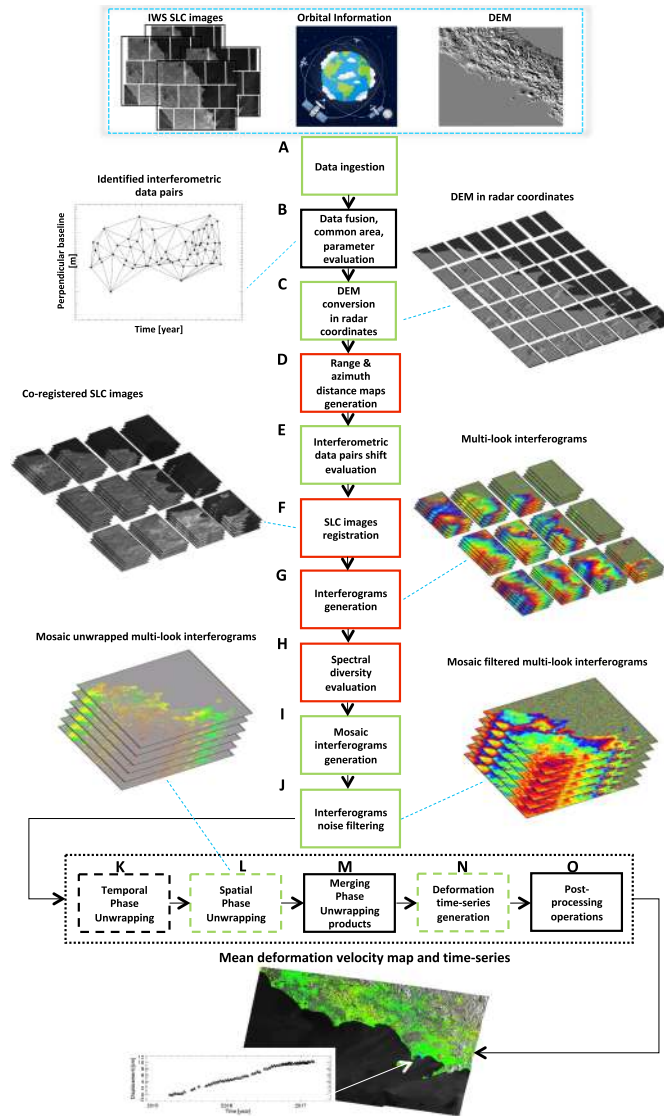 IWS SLC images
Orbital Information
DEM
A
Data ingestion
Identified interferometric
data pairs
Perpendicular baseline
[m]
Time [year]
B
Data fusion,
common area,
parameter
evaluation
DEM in radar coordinates
C
DEM
conversion
in radar
coordinates
D
Range &
azimuth
distance maps
generation
Co-registered SLC images
E
Interferometric
data pairs shift
evaluation
Multi-look interferograms
F
SLC images
registration
G
Interferograms
generation
Mosaic unwrapped multi-look interferograms
H
Spectral
diversity
evaluation
Mosaic filtered multi-look interferograms
I
Mosaic
interferograms
generation
J
Interferograms
noise filtering
K
Temporal
Phase
Unwrapping
L
Spatial
Phase
Unwrapping
M
Merging
Phase
Unwrapping
products
N
Deformation
time-series
generation
O
Post-
processing
operations
Mean deformation velocity map and time-series
2015
2016
2017
Time [year]